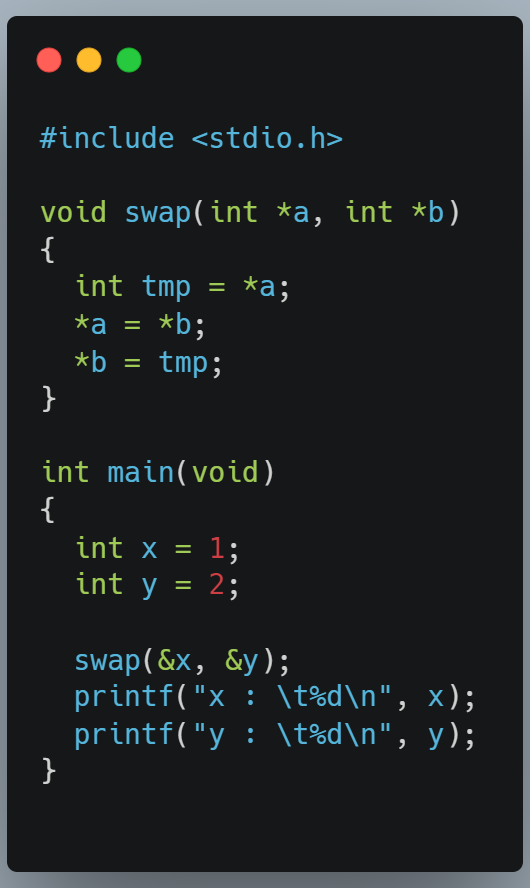 #include <stdio.h>
void swap(int *a, int *b)
{
  int tmp = *a;
  *a = *b;
  *b = tmp;
}
int main(void)
{
  int x = 1;
  int y = 2;
  swap(&x, &y);
  printf("x : \t%d\n", x);
  printf("y : \t%d\n", y);
}